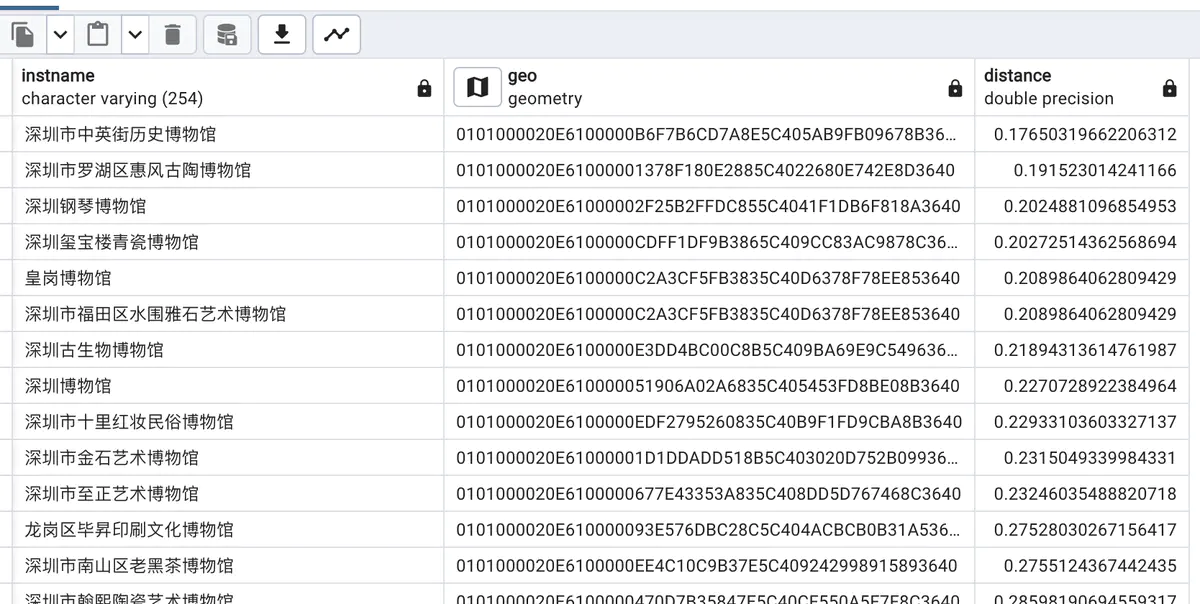 instname
character varying (254)
geo
geometry
distance
double precision
深圳市中英街历史博物馆 0101000020E6100000B6F7B6CD7A8E5C405AB9FB09678B36… 0.17650319662206312
深圳市罗湖区惠风古陶博物馆 0101000020E61000001378F180E2885C4022680E742E8D3640 0.191523014241166
深圳钢琴博物馆 0101000020E61000002F25B2FFDC855C4041F1DB6F818A3640 0.2024881096854953
深圳玺宝楼青瓷博物馆 0101000020E6100000CDFF1DF9B3865C409CC83AC9878C36… 0.20272514362568694
皇岗博物馆 0101000020E6100000C2A3CF5FB3835C40D6378F78EE853640 0.2089864062809429
深圳市福田区水围雅石艺术博物馆 0101000020E6100000C2A3CF5FB3835C40D6378F78EE853640 0.2089864062809429
深圳古生物博物馆 0101000020E6100000E3DD4BC00C8B5C409BA69E9C549636… 0.21894313614761987
深圳博物馆 0101000020E610000051906A02A6835C405453FD8BE08B3640 0.2270728922384964
深圳市十里红妆民俗博物馆 0101000020E6100000EDF2795260835C40B9F1FD9CBA8B3640 0.22933103603327137
深圳市金石艺术博物馆 0101000020E61000001D1DDADD518B5C403020D752B09936… 0.2315049339984331
深圳市至正艺术博物馆 0101000020E6100000677E43353A835C408DD5D767468C3640 0.23246035488820718
龙岗区毕昇印刷文化博物馆 0101000020E610000093E576DBC28C5C404ACBCB0B31A536… 0.27528030267156417
深圳市南山区老黑茶博物馆 0101000020E6100000EE4C10C9B37E5C409242998915893640 0.2755124367442435
深圳市翰熙陶瓷艺术博物馆 0101000020E6100000470D7B35847E5C40CF550A5F7F8C3640 0.28598190694559317